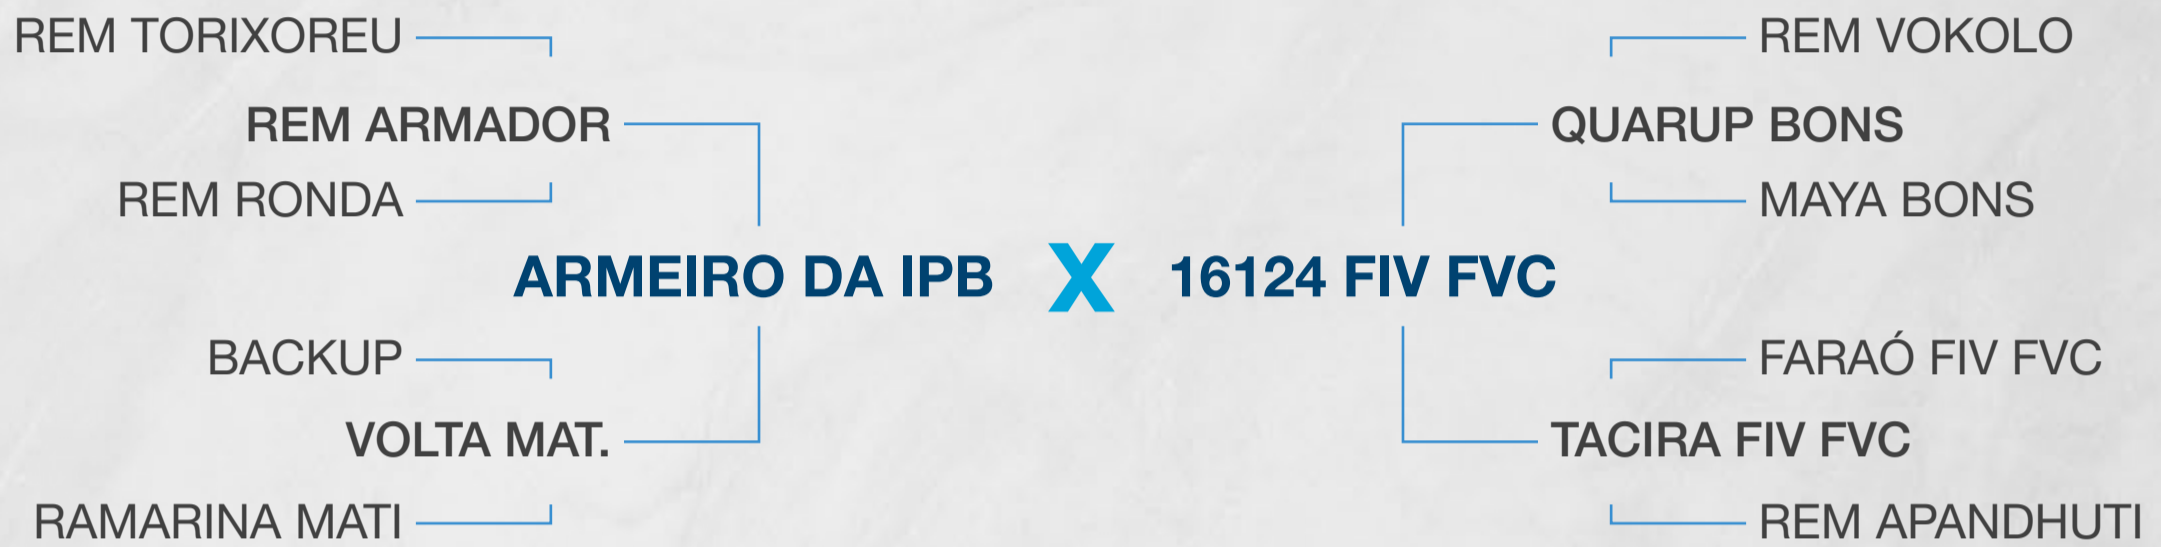 REM TORIXOREU
REM VOKOLO
REM ARMADOR
QUARUP BONS
REM RONDA
MAYA BONS
ARMEIRO DA IPB X 16124 FIV FVC
BACKUP
FARAÓ FIV FVC
VOLTA MAT.
TACIRA FIV FVC
RAMARINA MATI
REM APANDHUTI